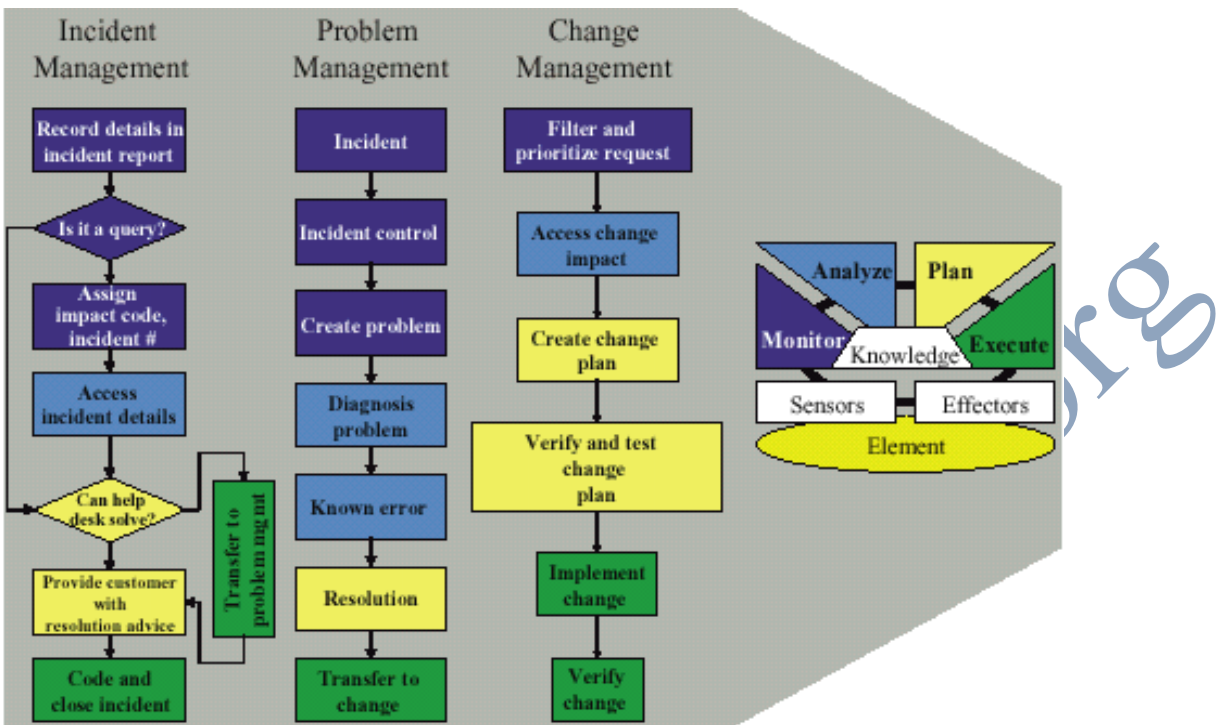 Incident
Management
Record details in
incident report
Is it a query?
Assign
impact code,
incident #
Access
incident details
Can help
desk solve?
Transfer to
problem mgmt
Provide customer
with
resolution advice
Code and
close incident
Problem
Management
Incident
Incident control
Create problem
Diagnosis
problem
Known error
Resolution
Transfer to
change
Change
Management
Filter and
prioritize request
Access change
impact
Create change
plan
Verify and test
change
plan
Implement
change
Verify
change
Analyze
Plan
Monitor
Knowledge
Execute
Sensors
Effectors
Element
org